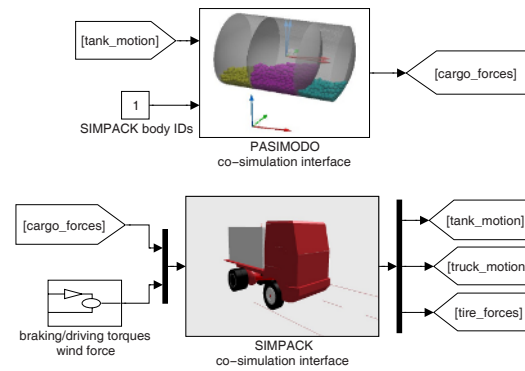 [tank_motion]
[cargo_forces]
1
SIMPACK body IDs
PASIMODO
co-simulation interface
[cargo_forces]
[tank_motion]
[truck_motion]
[tire_forces]
braking/driving torques
wind force
SIMPACK
co-simulation interface